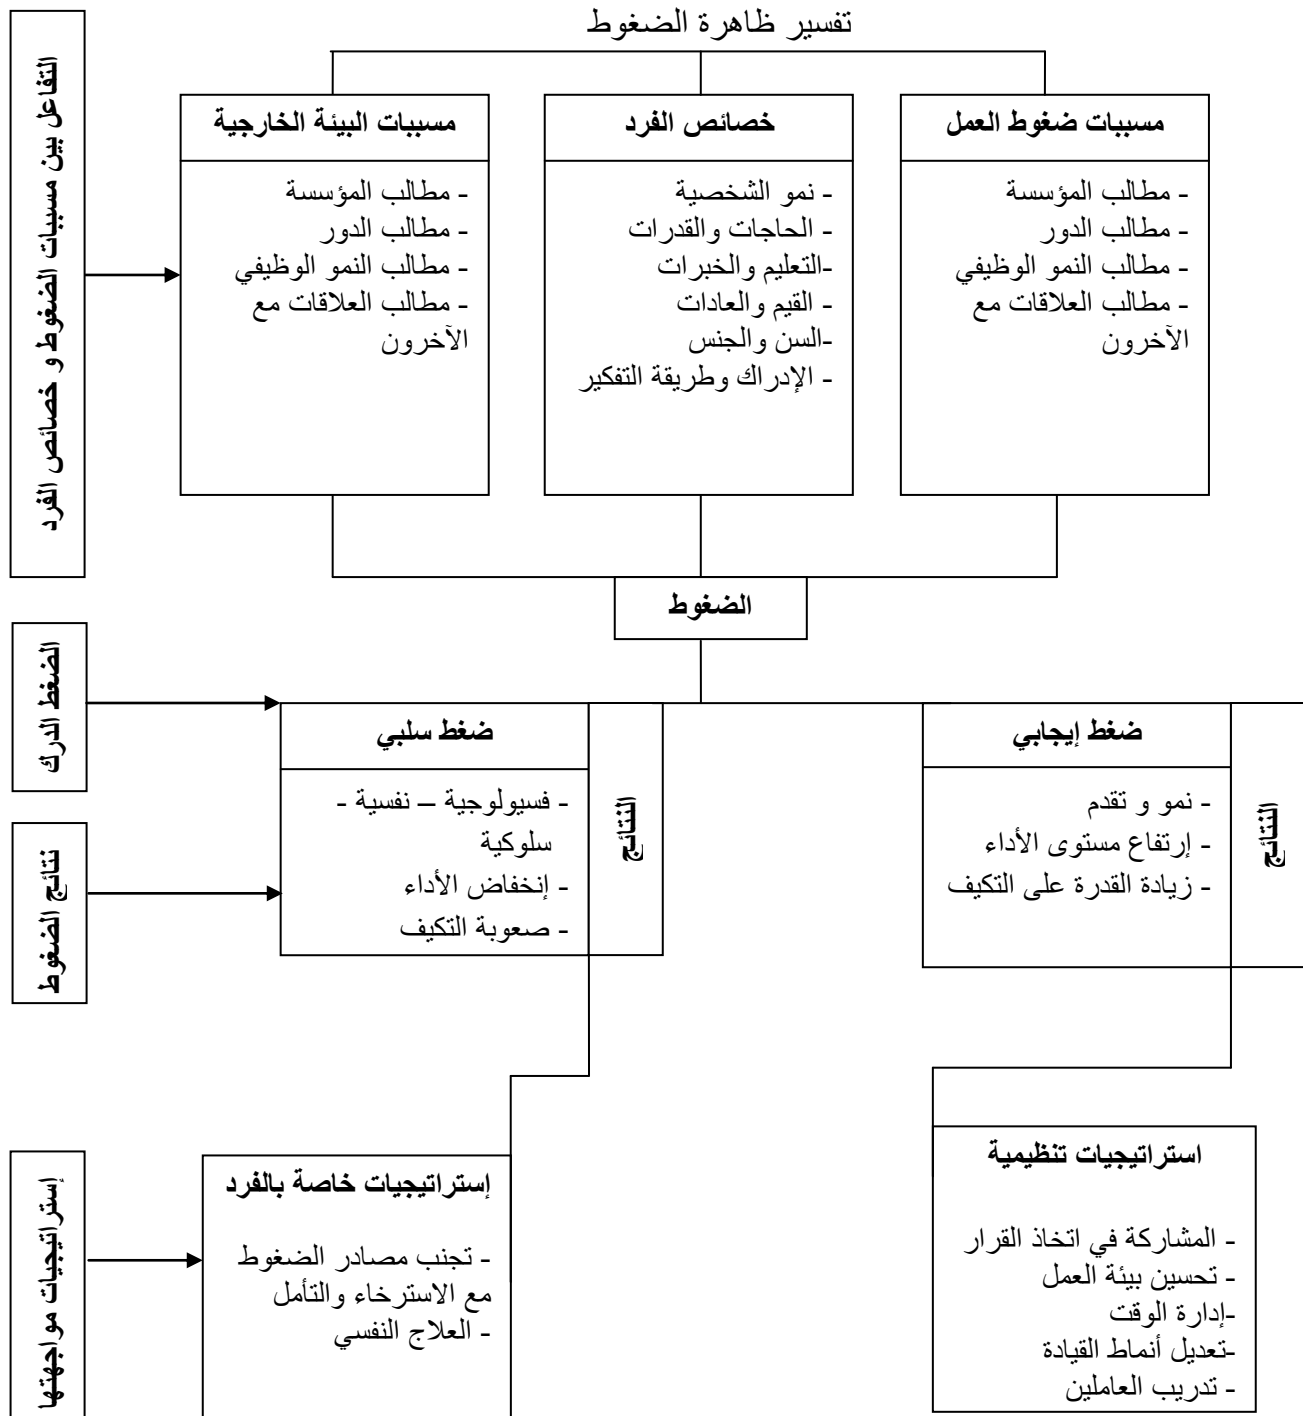 تفسير ظاهرة الضغوط
التفاعل بين مسببات الضغوط و خصائص الفرد
مسببات ضغوط العمل
- مطالب المؤسسة
- مطالب الدور
- مطالب النمو الوظيفي
- مطالب العلاقات مع
الآخرون
خصائص الفرد
- نمو الشخصية
- الحاجات والقدرات
-التعليم والخبرات
- القيم والعادات
-السن والجنس
- الإدراك وطريقة التفكير
مسببات البيئة الخارجية
- مطالب المؤسسة
- مطالب الدور
- مطالب النمو الوظيفي
- مطالب العلاقات مع
الآخرون
الضغوط
الضغط الدرك
نتائج الضغوط
النتائج
ضغط إيجابي
- نمو و تقدم
- إرتفاع مستوى الأداء
- زيادة القدرة على التكيف
النتائج
ضغط سلبي
- فسيولوجية – نفسية -
سلوكية
- إنخفاض الأداء
- صعوبة التكيف
إستراتيجيات مواجهتها
استراتيجيات تنظيمية
- المشاركة في اتخاذ القرار
- تحسين بيئة العمل
-إدارة الوقت
-تعديل أنماط القيادة
- تدريب العاملين
إستراتيجيات خاصة بالفرد
- تجنب مصادر الضغوط
مع الاسترخاء والتأمل
- العلاج النفسي